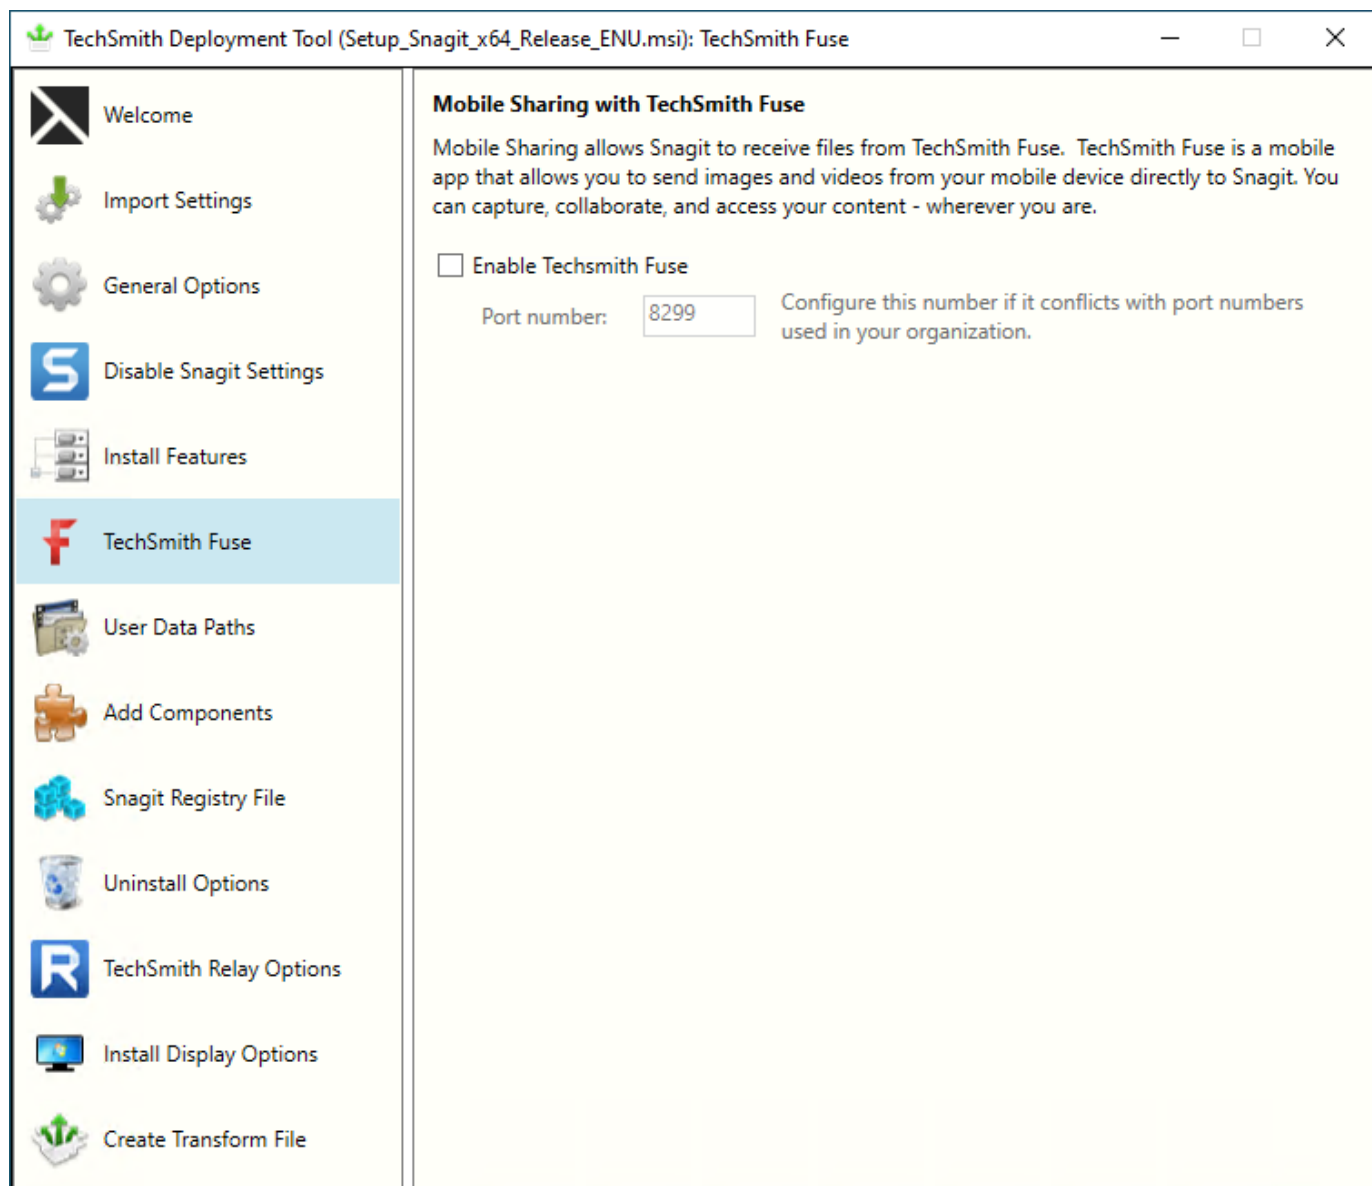 TechSmith Deployment Tool (Setup_Snagit_x64_Release_ENU.msi): TechSmith Fuse
Welcome
Import Settings
General Options
Disable Snagit Settings
Install Features
TechSmith Fuse
User Data Paths
Add Components
Snagit Registry File
Uninstall Options
TechSmith Relay Options
Install Display Options
Create Transform File
Mobile Sharing with TechSmith Fuse
Mobile Sharing allows Snagit to receive files from TechSmith Fuse.  TechSmith Fuse is a mobile
app that allows you to send images and videos from your mobile device directly to Snagit. You
can capture, collaborate, and access your content - wherever you are.
Enable Techsmith Fuse
Port number: 8299
Configure this number if it conflicts with port numbers
used in your organization.